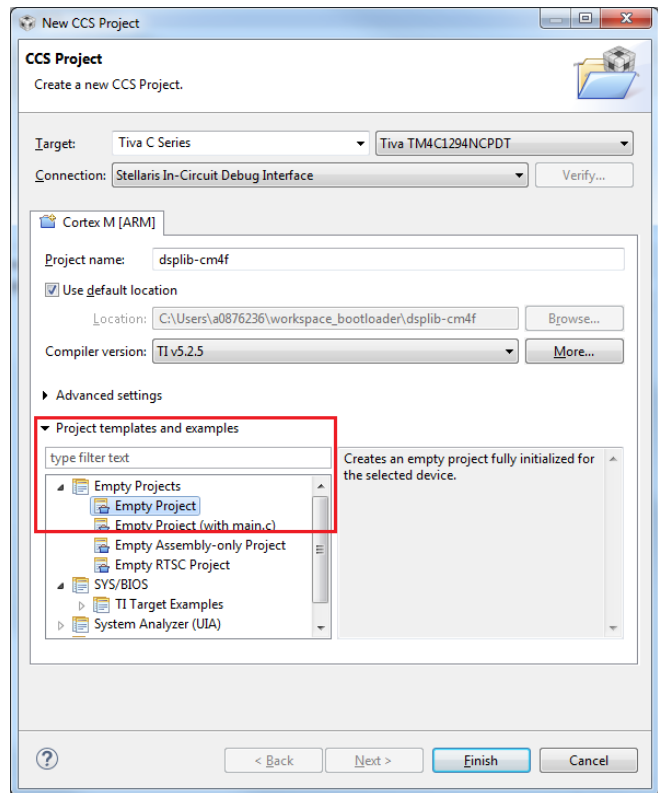 New CCS Project
CCS Project
Create a new CCS Project.
Target: Tiva C Series Tiva TM4C1294NCPDT
Connection: Stellaris In-Circuit Debug Interface Verify...
Cortex M [ARM]
Project name: dsplib-cm4f
Use default location
Location: C:\Users\a0876236\workspace_bootloader\dsplib-cm4f Browse...
Compiler version: TI v5.2.5 More...
Advanced settings
Project templates and examples
type filter text
Creates an empty project fully initialized for
the selected device.
Empty Projects
Empty Project
Empty Project (with main.c)
Empty Assembly-only Project
Empty RTSC Project
SYS/BIOS
TI Target Examples
System Analyzer (UIA)
? < Back Next > Finish Cancel